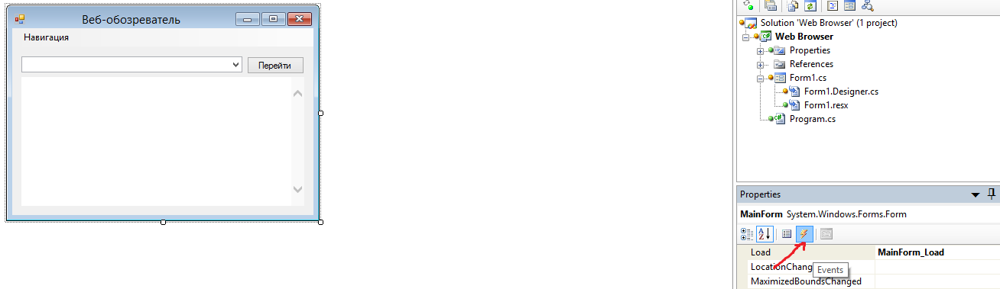 Веб-обозреватель
Навигация
Перейти
Solution 'Web Browser' (1 project)
Web Browser
Properties
References
Form1.cs
Form1.Designer.cs
Form1.resx
Program.cs
Properties
MainForm System.Windows.Forms.Form
Load MainForm_Load
LocationChang
Events
MaximizedBoundsChanged